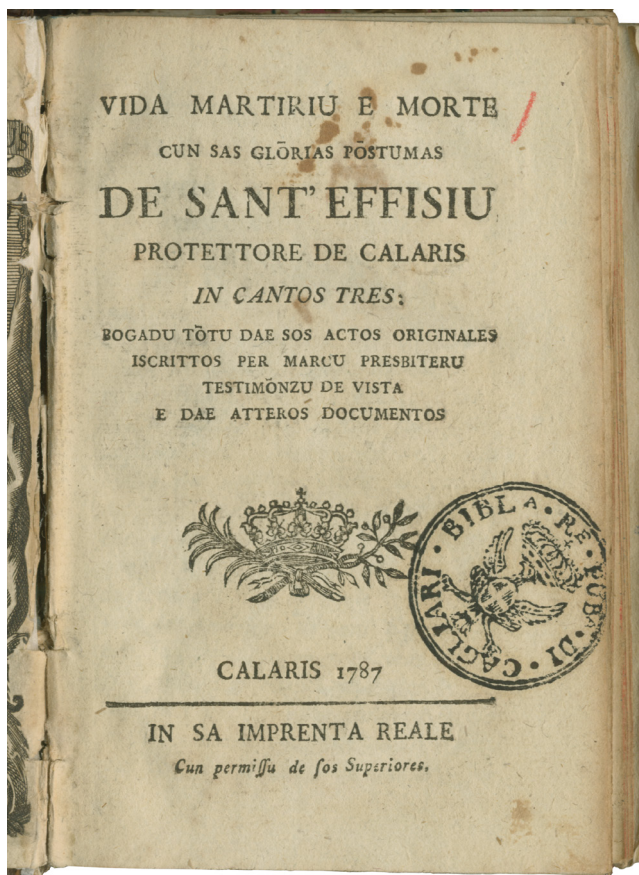 VIDA MARTIRIU E MORTE
CUN SAS GLŌRIAS PŌSTUMAS
DE SANT' EFFISIU
PROTETTORE DE CALARIS
IN CANTOS TRES:
BOGADU TŌTU DAE SOS ACTOS ORIGINALES
ISCRITTOS PER MARCU PRESBITERU
TESTIMŌNZU DE VISTA
E DAE ATTEROS DOCUMENTOS
BIBL A · RE · PUB A · DI · CAGLIARI ·
CALARIS 1787
IN SA IMPRENTA REALE
Cun permiſſu de ſos Superiores.